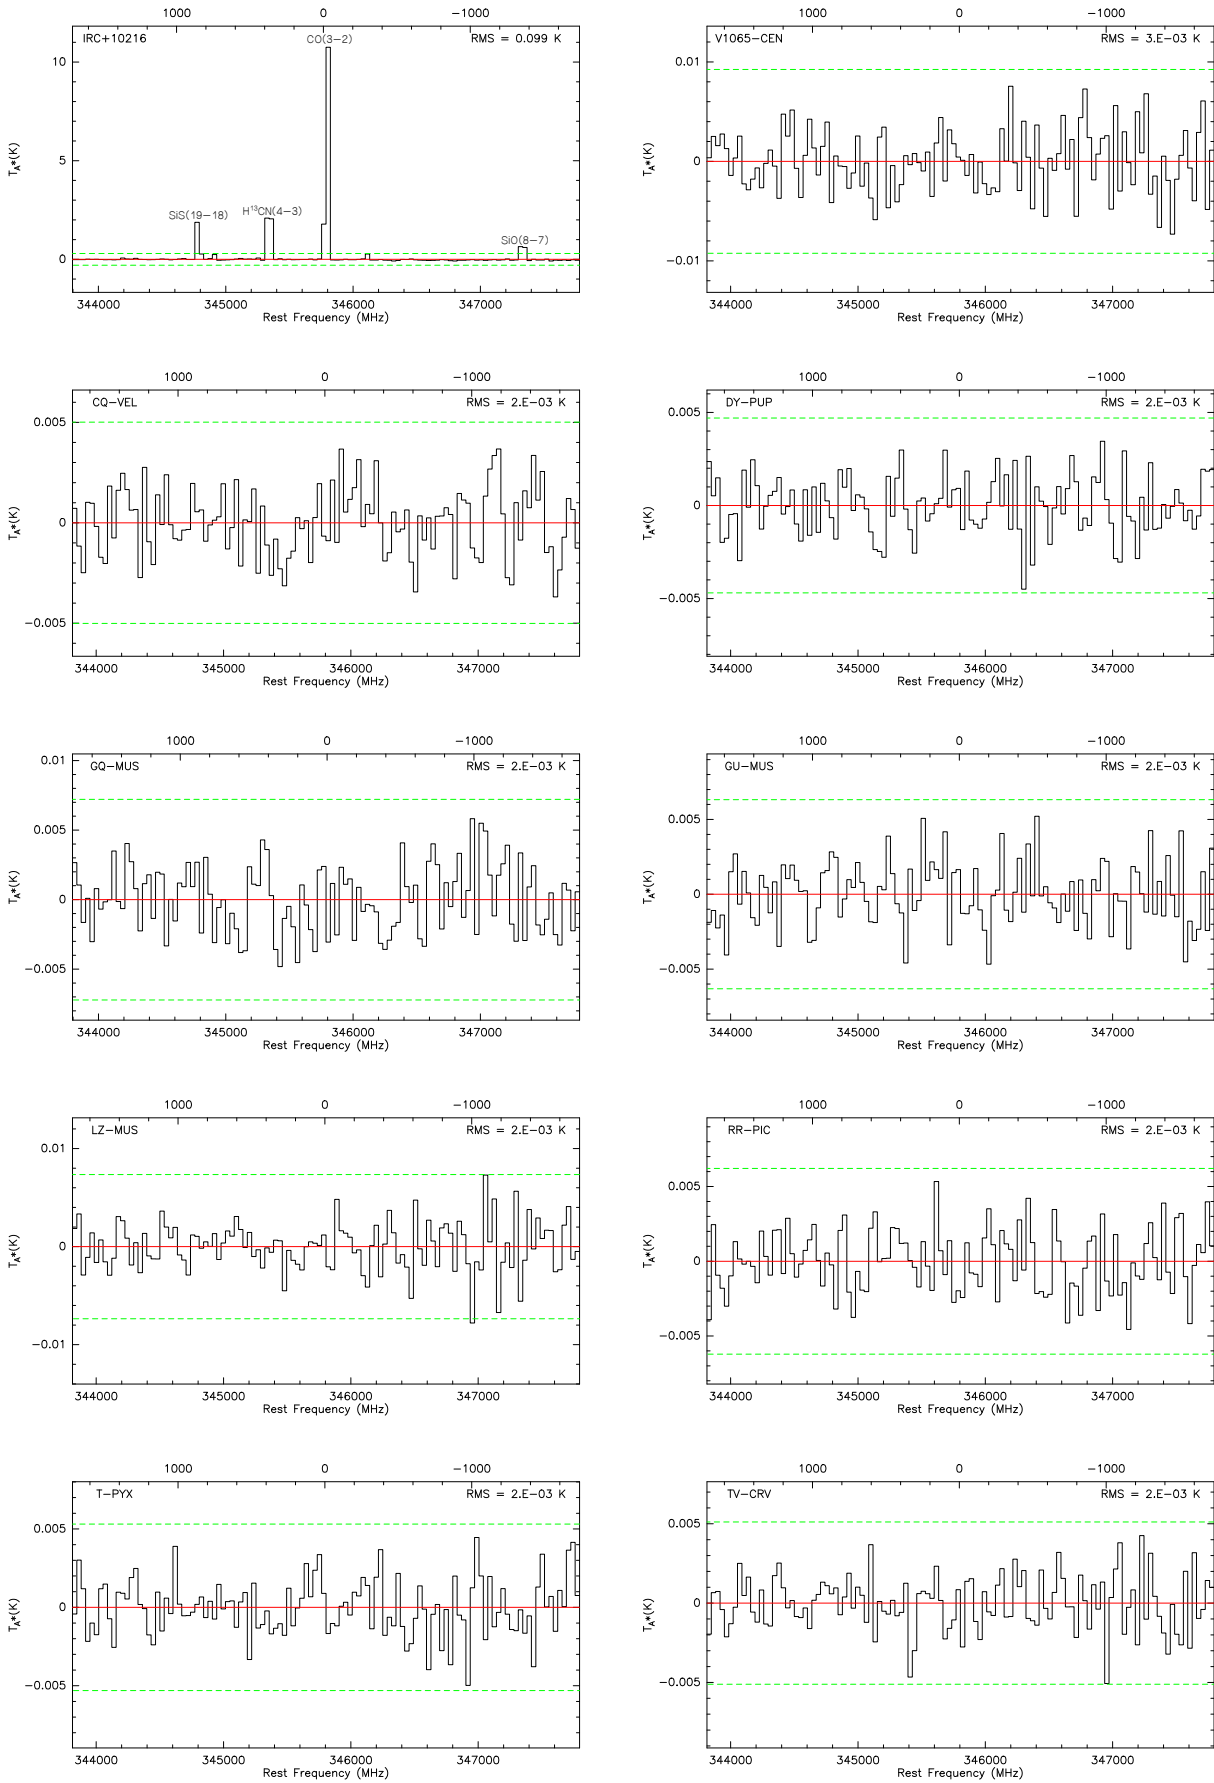 1000 0 −1000
IRC+10216 RMS = 0.099 K
CO(3−2)
SiS(19−18)
H¹³CN(4−3)
SiO(8−7)
10
5
0
T_A*(K)
344000 345000 346000 347000
Rest Frequency (MHz)
1000 0 −1000
V1065−CEN RMS = 3.E−03 K
0.01
0
−0.01
T_A*(K)
344000 345000 346000 347000
Rest Frequency (MHz)
1000 0 −1000
CQ−VEL RMS = 2.E−03 K
0.005
0
−0.005
T_A*(K)
344000 345000 346000 347000
Rest Frequency (MHz)
1000 0 −1000
DY−PUP RMS = 2.E−03 K
0.005
0
−0.005
T_A*(K)
344000 345000 346000 347000
Rest Frequency (MHz)
1000 0 −1000
GQ−MUS RMS = 2.E−03 K
0.01
0.005
0
−0.005
T_A*(K)
344000 345000 346000 347000
Rest Frequency (MHz)
1000 0 −1000
GU−MUS RMS = 2.E−03 K
0.005
0
−0.005
T_A*(K)
344000 345000 346000 347000
Rest Frequency (MHz)
1000 0 −1000
LZ−MUS RMS = 2.E−03 K
0.01
0
−0.01
T_A*(K)
344000 345000 346000 347000
Rest Frequency (MHz)
1000 0 −1000
RR−PIC RMS = 2.E−03 K
0.005
0
−0.005
T_A*(K)
344000 345000 346000 347000
Rest Frequency (MHz)
1000 0 −1000
T−PYX RMS = 2.E−03 K
0.005
0
−0.005
T_A*(K)
344000 345000 346000 347000
Rest Frequency (MHz)
1000 0 −1000
TV−CRV RMS = 2.E−03 K
0.005
0
−0.005
T_A*(K)
344000 345000 346000 347000
Rest Frequency (MHz)